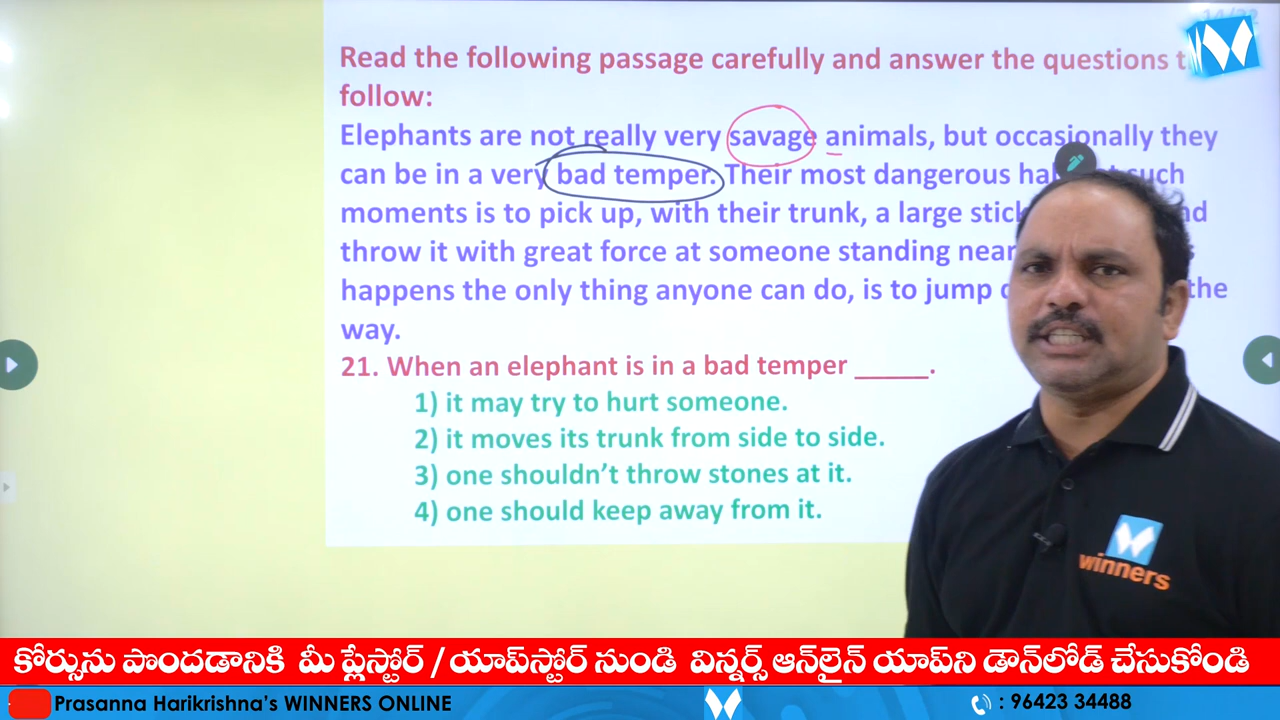 Read the following passage carefully and answer the questions
follow:
Elephants are not really very savage animals, but occasionally they
can be in a very bad temper. Their most dangerous such
moments is to pick up, with their trunk, a large stick
throw it with great force at someone standing near
happens the only thing anyone can do, is to jump the
way.
21. When an elephant is in a bad temper _____.
1) it may try to hurt someone.
2) it moves its trunk from side to side.
3) one shouldn’t throw stones at it.
4) one should keep away from it.
winners
కోర్సును పొందడానికి మీ ప్లేస్టోర్ / యాప్‌స్టోర్ నుండి విన్నర్స్ ఆన్‌లైన్ యాప్‌ని డౌన్‌లోడ్ చేసుకోండి
Prasanna Harikrishna’s WINNERS ONLINE
: 96423 34488